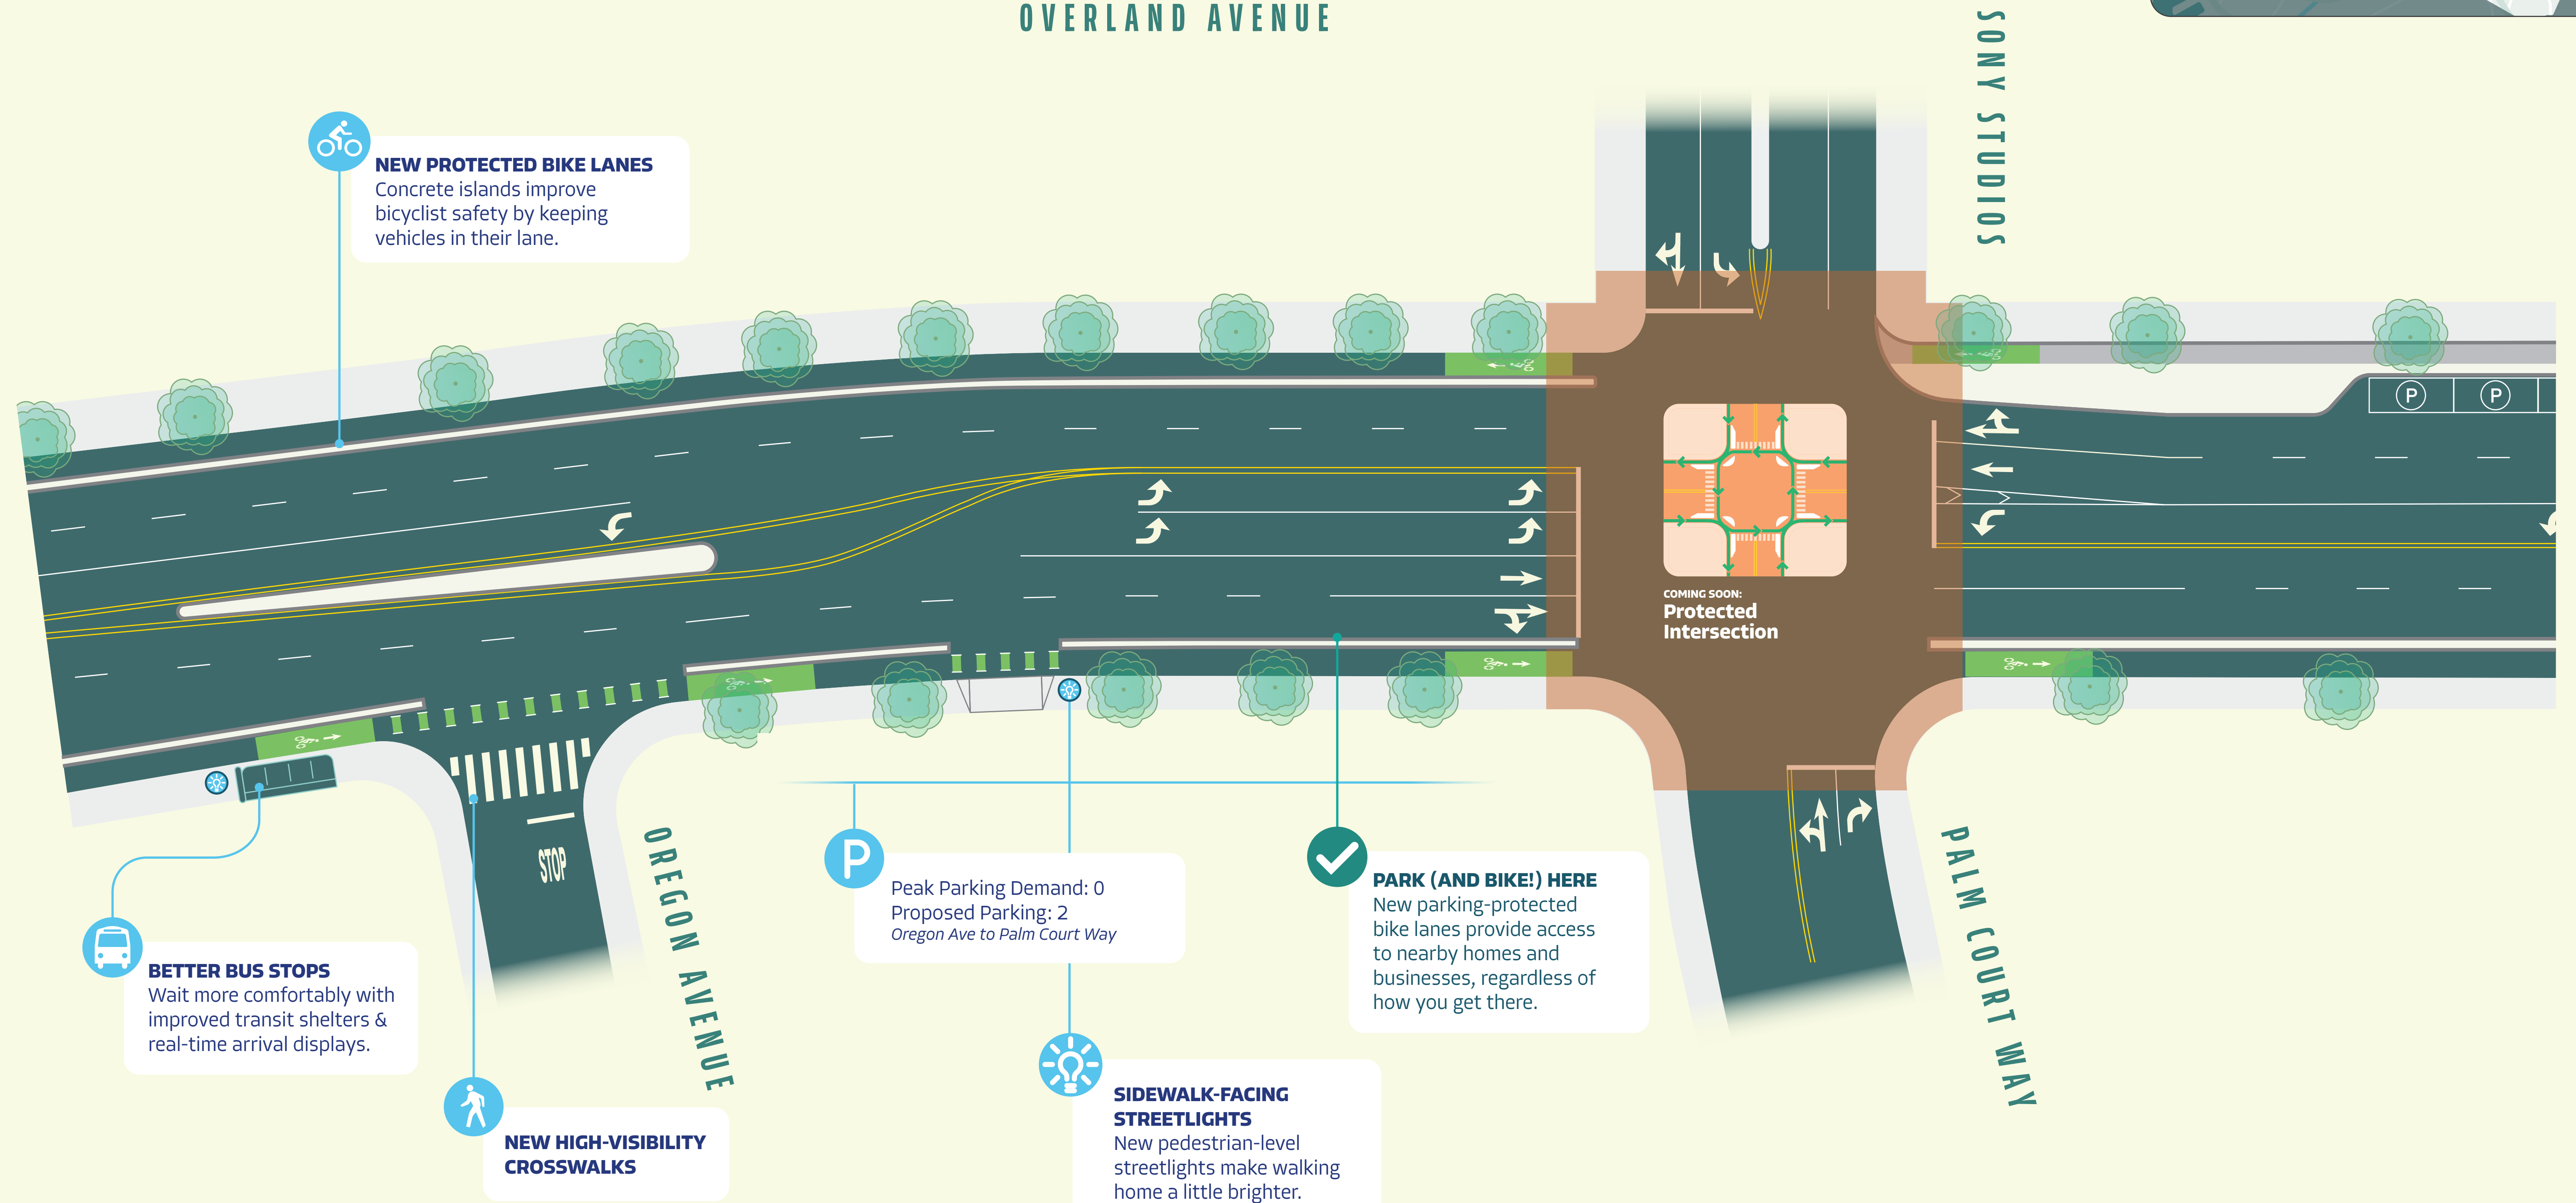 OVERLAND AVENUE
SONY STUDIOS
NEW PROTECTED BIKE LANES
Concrete islands improve
bicyclist safety by keeping
vehicles in their lane.
P
P
COMING SOON:
Protected
Intersection
STOP
OREGON AVENUE
PALM COURT WAY
P
Peak Parking Demand: 0
Proposed Parking: 2
Oregon Ave to Palm Court Way
PARK (AND BIKE!) HERE
New parking-protected
bike lanes provide access
to nearby homes and
businesses, regardless of
how you get there.
BETTER BUS STOPS
Wait more comfortably with
improved transit shelters &
real-time arrival displays.
NEW HIGH-VISIBILITY
CROSSWALKS
SIDEWALK-FACING
STREETLIGHTS
New pedestrian-level
streetlights make walking
home a little brighter.